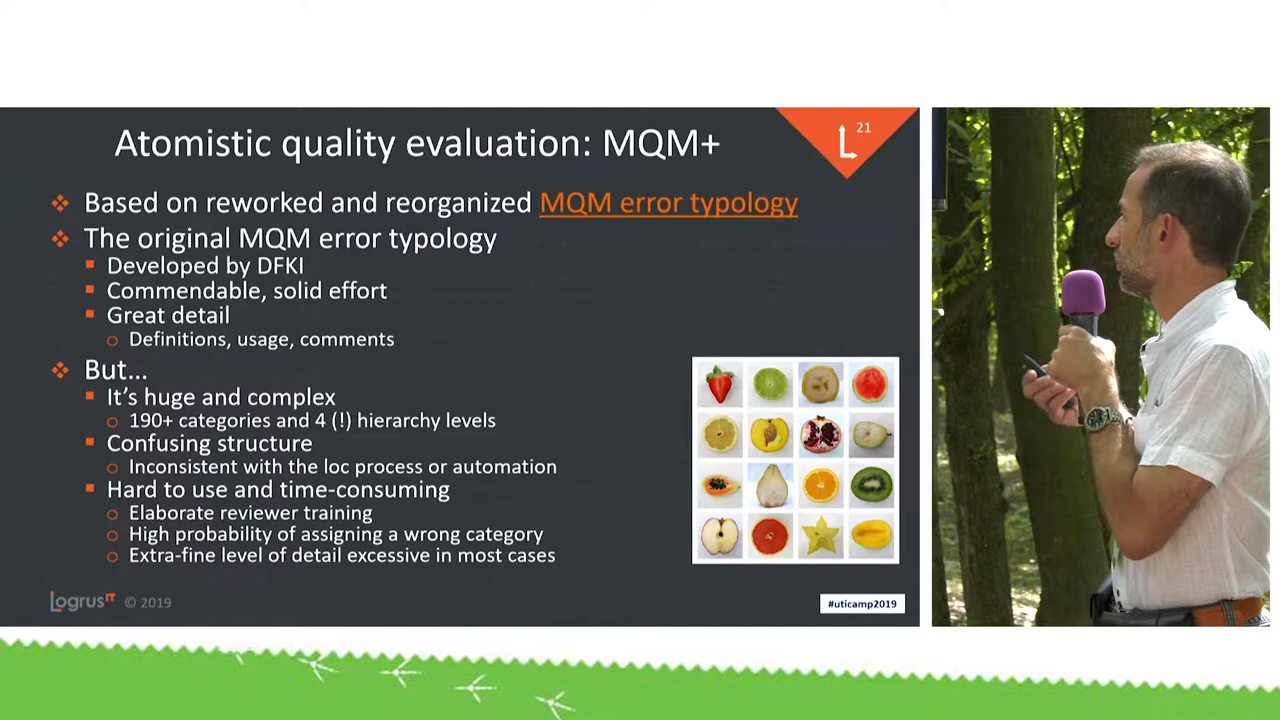 21
Atomistic quality evaluation: MQM+
Based on reworked and reorganized MQM error typology
The original MQM error typology
Developed by DFKI
Commendable, solid effort
Great detail
Definitions, usage, comments
But...
It's huge and complex
190+ categories and 4 (!) hierarchy levels
Confusing structure
Inconsistent with the loc process or automation
Hard to use and time-consuming
Elaborate reviewer training
High probability of assigning a wrong category
Extra-fine level of detail excessive in most cases
Logrus IT © 2019
#uticamp2019